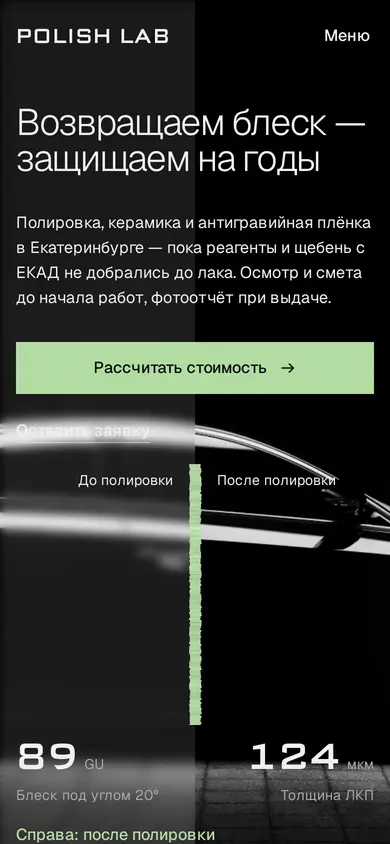 POLISH LAB
Меню
Возвращаем блеск —
защищаем на годы
Полировка, керамика и антигравийная плёнка
в Екатеринбурге — пока реагенты и щебень с
ЕКАД не добрались до лака. Осмотр и смета
до начала работ, фотоотчёт при выдаче.
Рассчитать стоимость →
Оставить заявку
До полировки
После полировки
89 GU
124 мкм
Блеск под углом 20°
Толщина ЛКП
Справа: после полировки